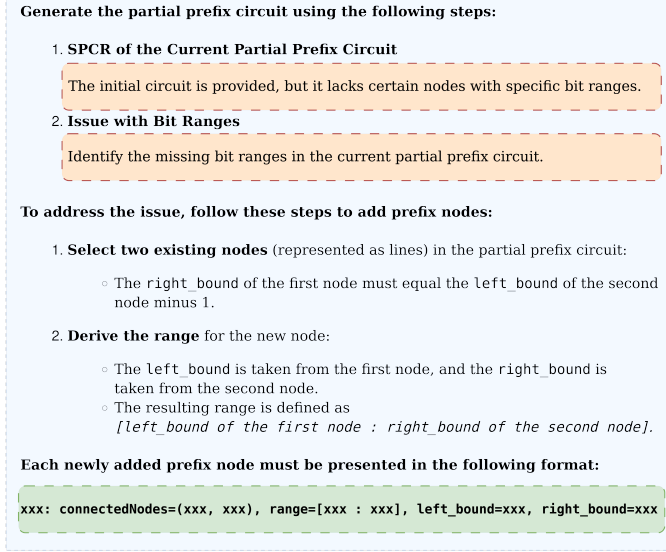 Generate the partial prefix circuit using the following steps:
1. SPCR of the Current Partial Prefix Circuit
The initial circuit is provided, but it lacks certain nodes with specific bit ranges.
2. Issue with Bit Ranges
Identify the missing bit ranges in the current partial prefix circuit.
To address the issue, follow these steps to add prefix nodes:
1. Select two existing nodes (represented as lines) in the partial prefix circuit:
○ The right_bound of the first node must equal the left_bound of the second
node minus 1.
2. Derive the range for the new node:
○ The left_bound is taken from the first node, and the right_bound is
taken from the second node.
○ The resulting range is defined as
[left_bound of the first node : right_bound of the second node].
Each newly added prefix node must be presented in the following format:
xxx: connectedNodes=(xxx, xxx), range=[xxx : xxx], left_bound=xxx, right_bound=xxx